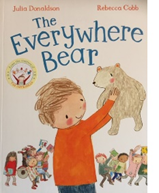 Julia Donaldson
Rebecca Cobb
The
Everywhere
Bear